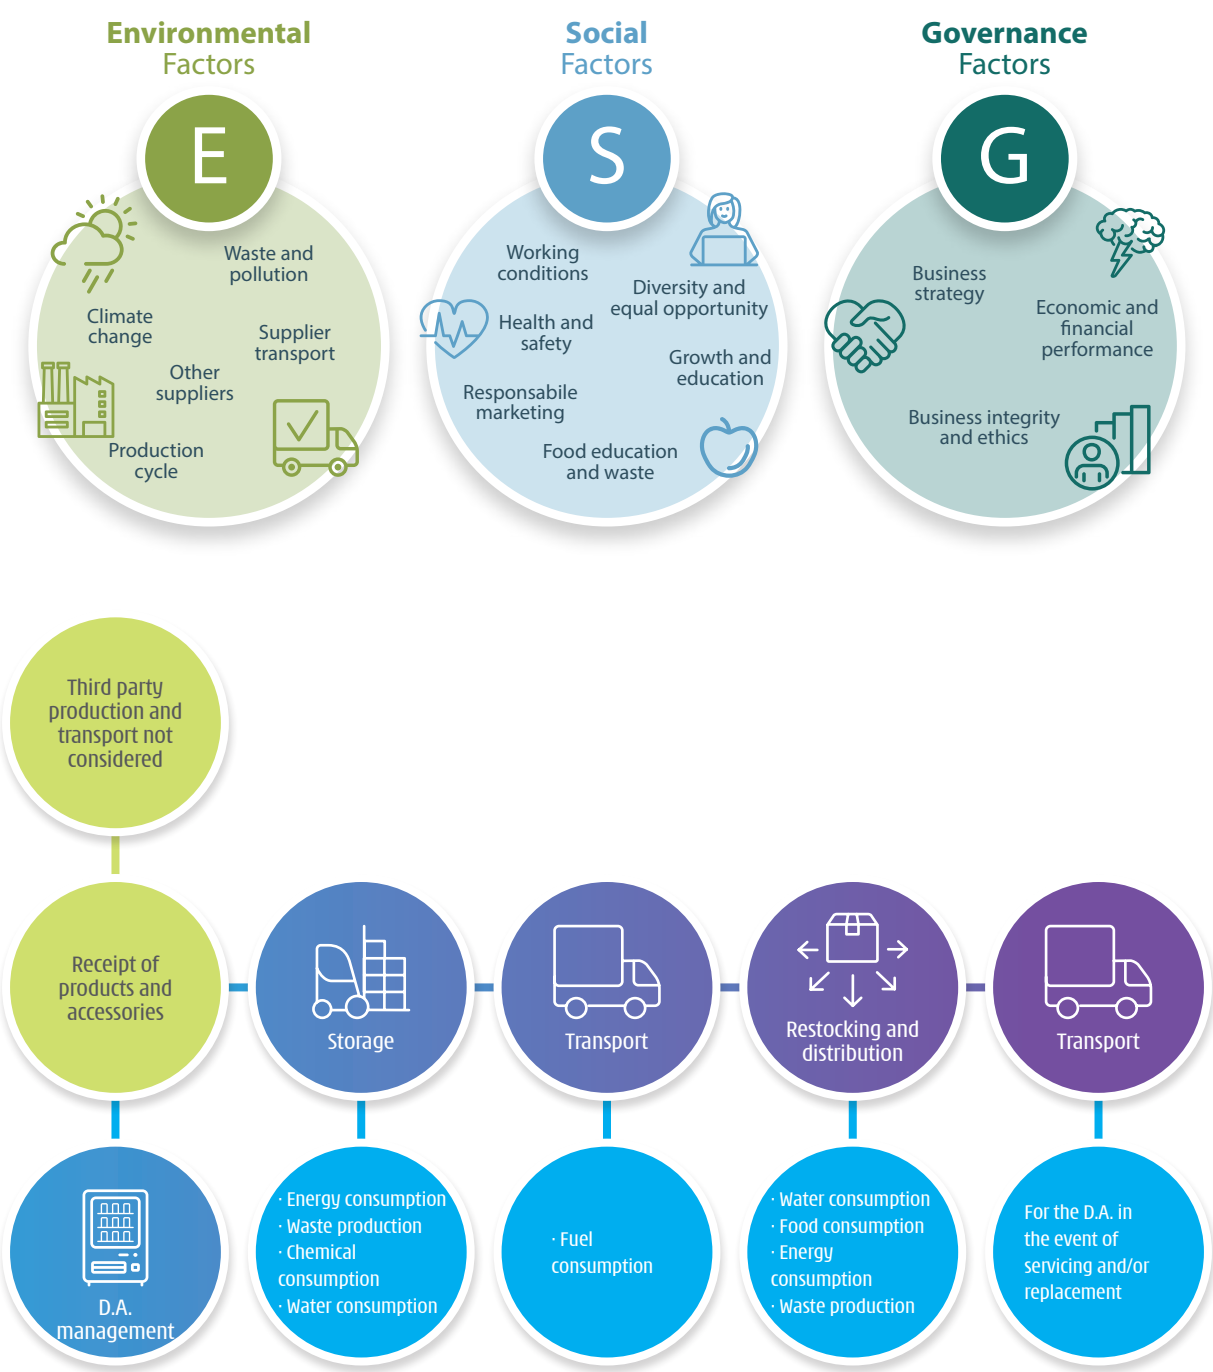 Environmental
Factors
E
Waste and
pollution
Climate
change
Supplier
transport
Other
suppliers
Production
cycle
Social
Factors
S
Working
conditions
Diversity and
equal opportunity
Health and
safety
Growth and
education
Responsabile
marketing
Food education
and waste
Governance
Factors
G
Business
strategy
Economic and
financial
performance
Business integrity
and ethics
Third party
production and
transport not
considered
Receipt of
products and
accessories
Storage
Transport
Restocking and
distribution
Transport
D.A.
management
· Energy consumption
· Waste production
· Chemical
consumption
· Water consumption
· Fuel
consumption
· Water consumption
· Food consumption
· Energy
consumption
· Waste production
For the D.A. in
the event of
servicing and/or
replacement